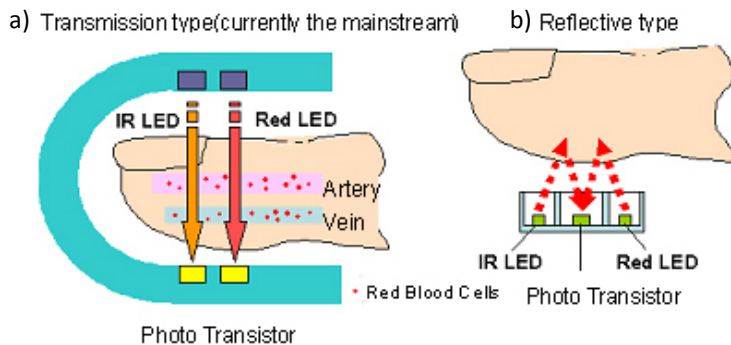 a) Transmission type(currently the mainstream)
IR LED
Red LED
Artery
Vein
Red Blood Cells
Photo Transistor
b) Reflective type
IR LED
Red LED
Photo Transistor